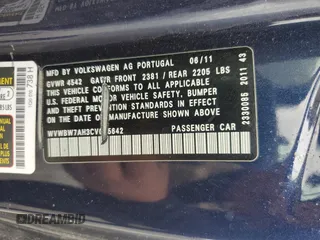 MFD BY VOLKSWAGEN AG PORTUGAL 06/11
GVWR 4542 GAWR FRONT 2381 / REAR 2205 LBS
THIS VEHICLE CONFORMS TO ALL APPLICABLE
FEDERAL MOTOR VEHICLE SAFETY, BUMPER
AND THEFT PREVENTION STANDARDS IN EFFECT
ON THE DATE OF MANUFACTURE SHOWN ABOVE
PASSENGER CAR
2330085 2011 43
DREAMBID